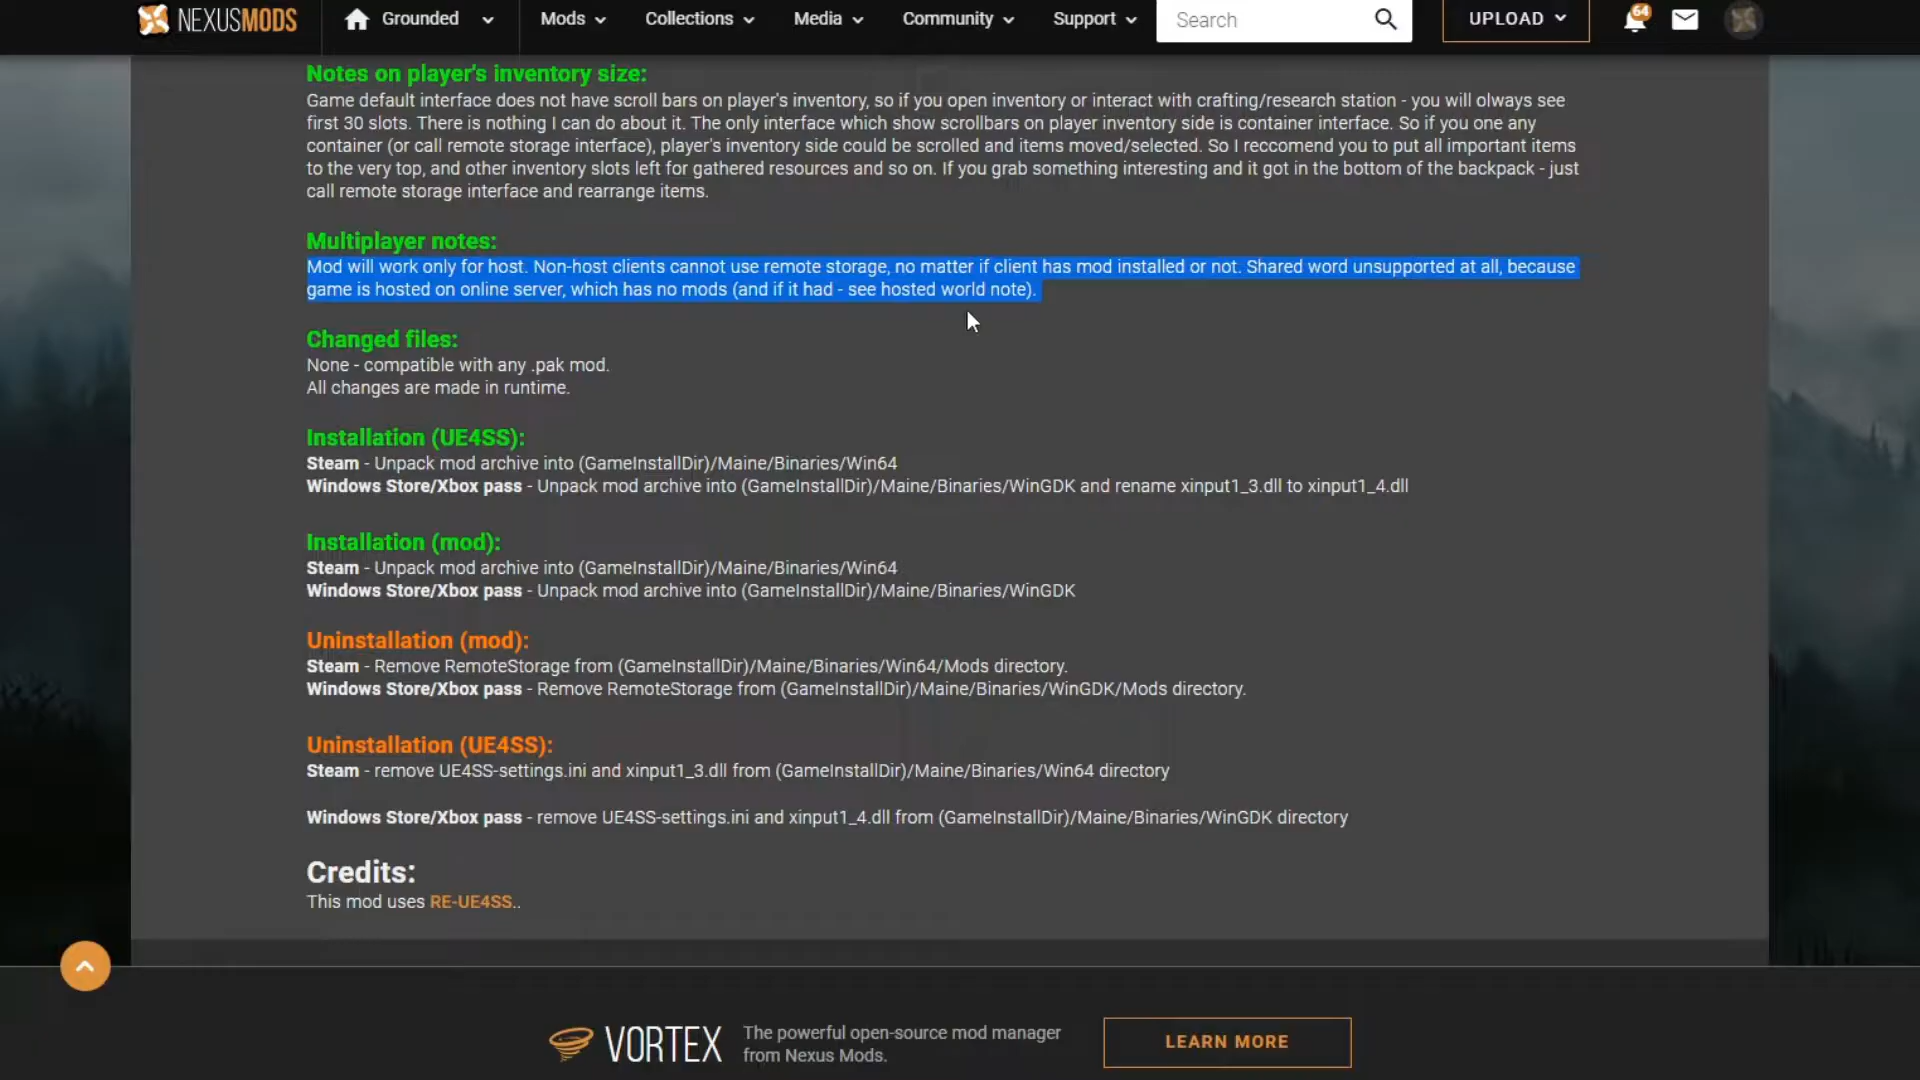 NEXUSMODS Grounded Mods Collections Media Community Support Search UPLOAD 64
Notes on player's inventory size:
Game default interface does not have scroll bars on player's inventory, so if you open inventory or interact with crafting/research station - you will olways see
first 30 slots. There is nothing I can do about it. The only interface which show scrollbars on player inventory side is container interface. So if you one any
container (or call remote storage interface), player's inventory side could be scrolled and items moved/selected. So I reccomend you to put all important items
to the very top, and other inventory slots left for gathered resources and so on. If you grab something interesting and it got in the bottom of the backpack - just
call remote storage interface and rearrange items.
Multiplayer notes:
Mod will work only for host. Non-host clients cannot use remote storage, no matter if client has mod installed or not. Shared word unsupported at all, because
game is hosted on online server, which has no mods (and if it had - see hosted world note).
Changed files:
None - compatible with any .pak mod.
All changes are made in runtime.
Installation (UE4SS):
Steam - Unpack mod archive into (GameInstallDir)/Maine/Binaries/Win64
Windows Store/Xbox pass - Unpack mod archive into (GameInstallDir)/Maine/Binaries/WinGDK and rename xinput1_3.dll to xinput1_4.dll
Installation (mod):
Steam - Unpack mod archive into (GameInstallDir)/Maine/Binaries/Win64
Windows Store/Xbox pass - Unpack mod archive into (GameInstallDir)/Maine/Binaries/WinGDK
Uninstallation (mod):
Steam - Remove RemoteStorage from (GameInstallDir)/Maine/Binaries/Win64/Mods directory.
Windows Store/Xbox pass - Remove RemoteStorage from (GameInstallDir)/Maine/Binaries/WinGDK/Mods directory.
Uninstallation (UE4SS):
Steam - remove UE4SS-settings.ini and xinput1_3.dll from (GameInstallDir)/Maine/Binaries/Win64 directory
Windows Store/Xbox pass - remove UE4SS-settings.ini and xinput1_4.dll from (GameInstallDir)/Maine/Binaries/WinGDK directory
Credits:
This mod uses RE-UE4SS..
VORTEX The powerful open-source mod manager
from Nexus Mods.
LEARN MORE